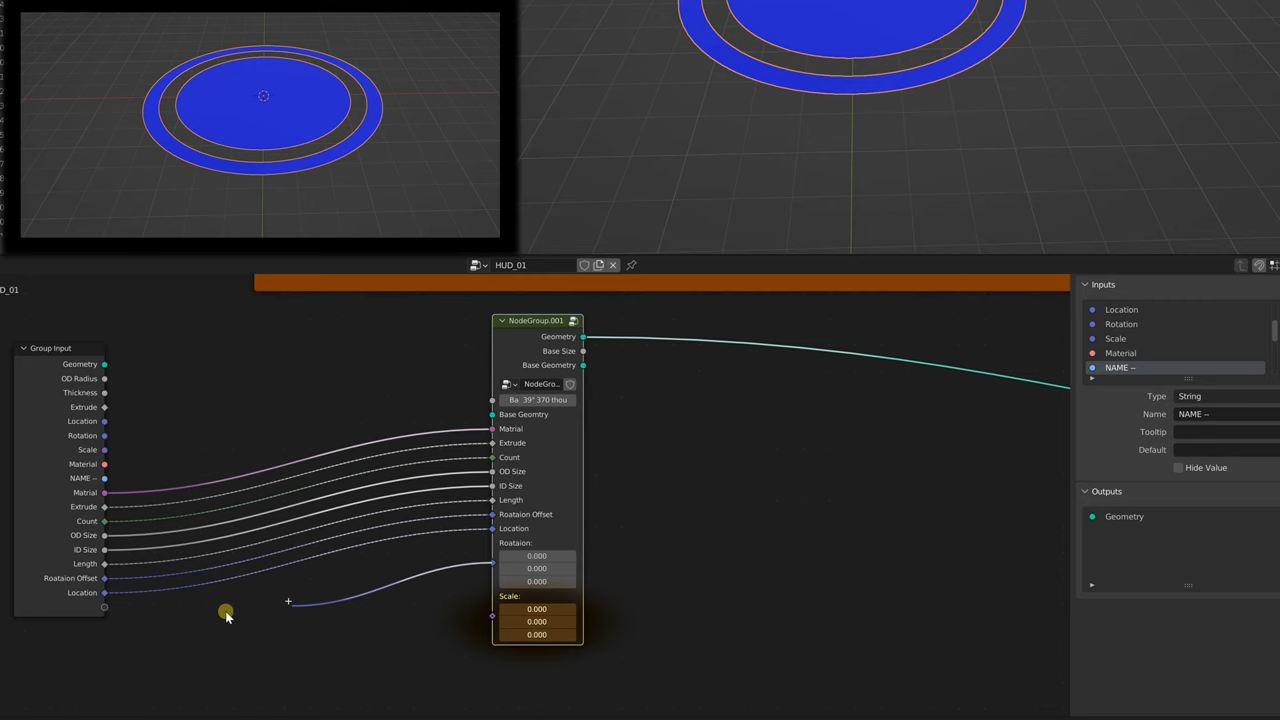 HUD_01
D_01
Group Input
Geometry
OD Radius
Thickness
Extrude
Location
Rotation
Scale
Material
NAME --
Matrial
Extrude
Count
OD Size
ID Size
Length
Roataion Offset
Location
NodeGroup.001
Geometry
Base Size
Base Geometry
NodeGro...
Ba 39" 370 thou
Base Geomtry
Matrial
Extrude
Count
OD Size
ID Size
Length
Roataion Offset
Location
Roataion:
0.000
0.000
0.000
Scale:
0.000
0.000
0.000
Inputs
Location
Rotation
Scale
Material
NAME --
Type String
Name NAME --
Tooltip
Default
Hide Value
Outputs
Geometry